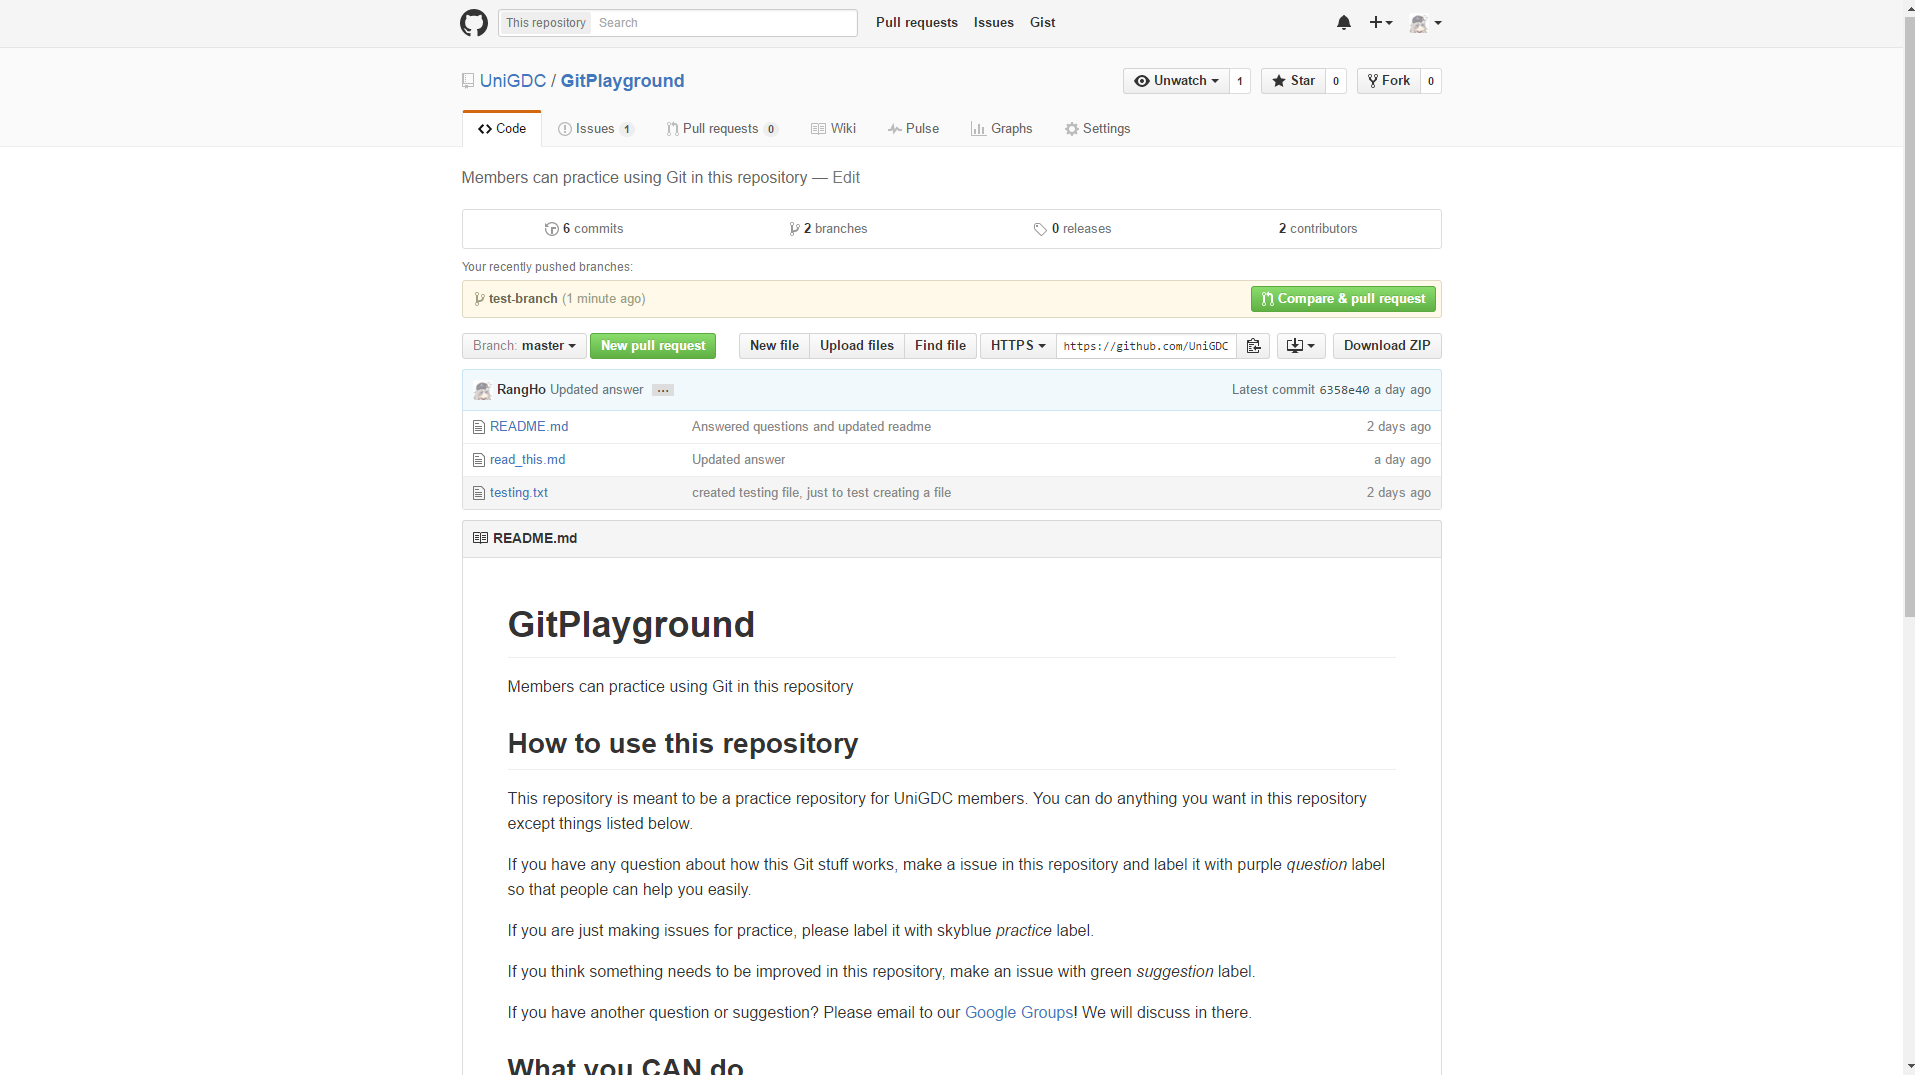 This repository Search Pull requests Issues Gist
UniGDC / GitPlayground Unwatch 1 Star 0 Fork 0
Code Issues 1 Pull requests 0 Wiki Pulse Graphs Settings
Members can practice using Git in this repository — Edit
6 commits 2 branches 0 releases 2 contributors
Your recently pushed branches:
test-branch (1 minute ago) Compare & pull request
Branch: master New pull request New file Upload files Find file HTTPS https://github.com/UniGDC Download ZIP
RangHo Updated answer … Latest commit 6358e40 a day ago
README.md Answered questions and updated readme 2 days ago
read_this.md Updated answer a day ago
testing.txt created testing file, just to test creating a file 2 days ago
README.md
GitPlayground
Members can practice using Git in this repository
How to use this repository
This repository is meant to be a practice repository for UniGDC members. You can do anything you want in this repository
except things listed below.
If you have any question about how this Git stuff works, make a issue in this repository and label it with purple question label
so that people can help you easily.
If you are just making issues for practice, please label it with skyblue practice label.
If you think something needs to be improved in this repository, make an issue with green suggestion label.
If you have another question or suggestion? Please email to our Google Groups! We will discuss in there.
What you CAN do